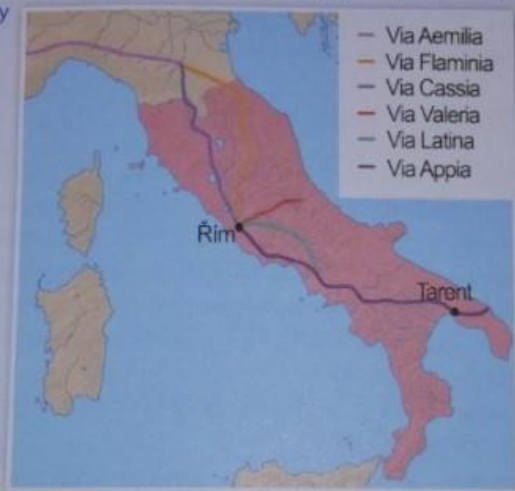 y
Via Aemilia
Via Flaminia
Via Cassia
Via Valeria
Via Latina
Via Appia
Řím
Tarent